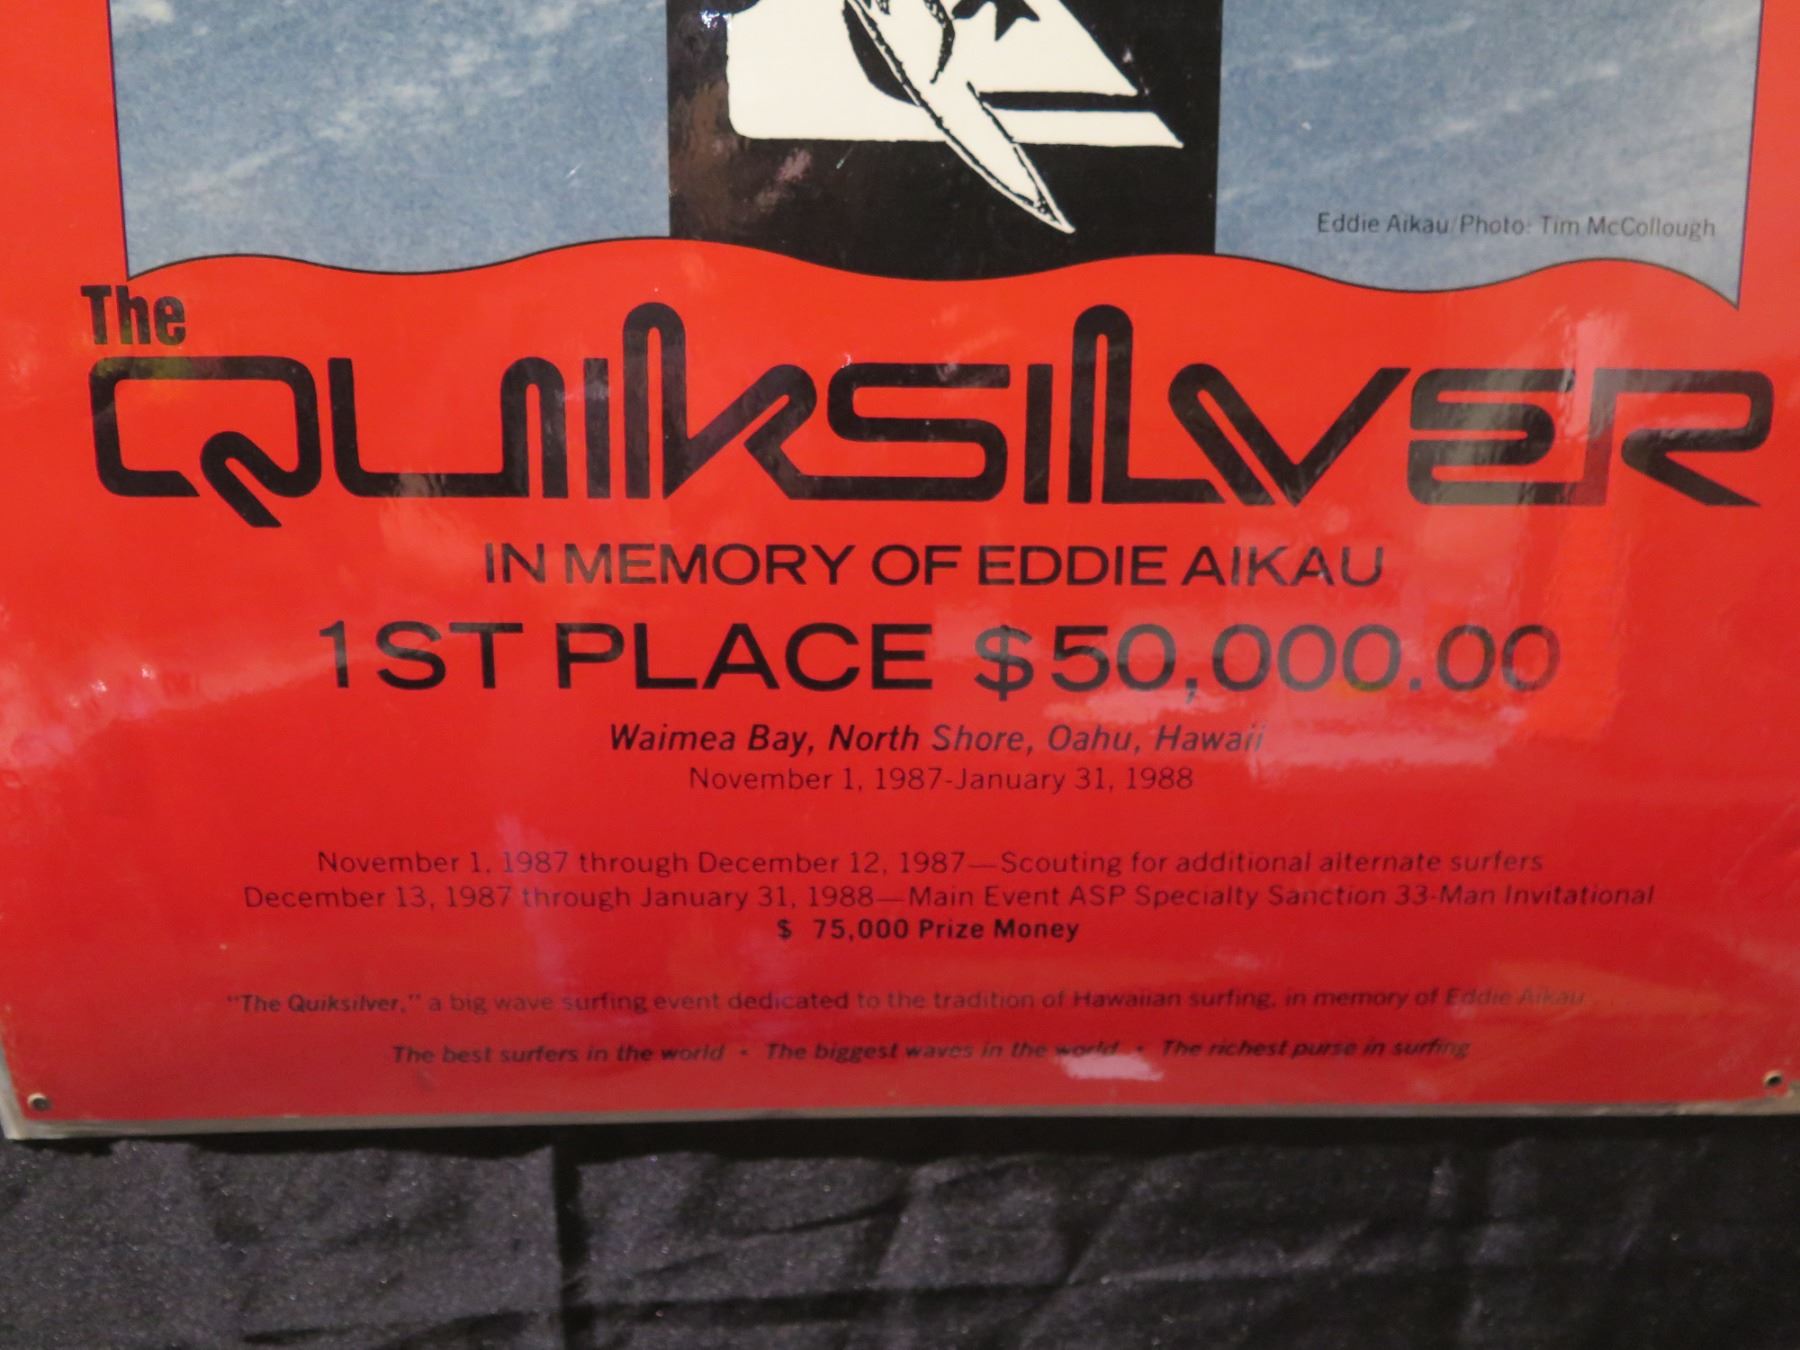 Eddie Aikau/Photo: Tim McCollough
The
QUIKSILVER
IN MEMORY OF EDDIE AIKAU
1ST PLACE $50,000.00
Waimea Bay, North Shore, Oahu, Hawaii
November 1, 1987-January 31, 1988
November 1, 1987 through December 12, 1987—Scouting for additional alternate surfers
December 13, 1987 through January 31, 1988—Main Event ASP Specialty Sanction 33-Man Invitational
$ 75,000 Prize Money
"The Quiksilver," a big wave surfing event dedicated to the tradition of Hawaiian surfing, in memory of Eddie Aikau . . . .
The best surfers in the world • The biggest waves in the world • The richest purse in surfing